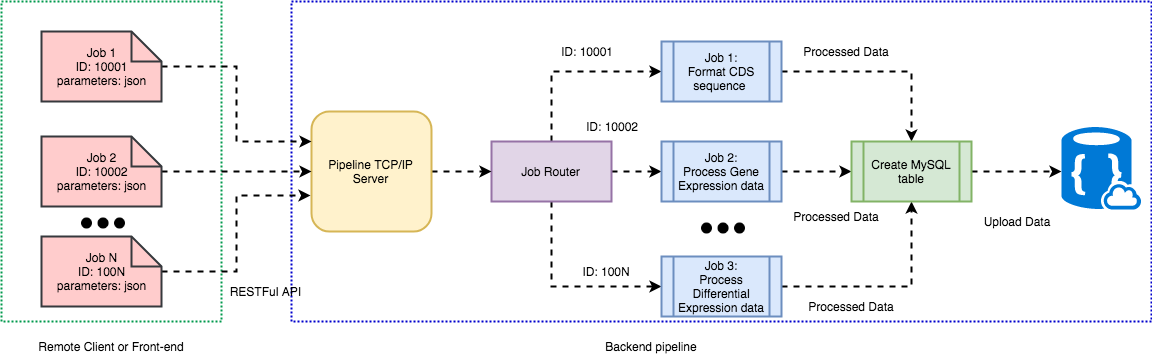 Job 1
ID: 10001
parameters: json
Job 2
ID: 10002
parameters: json
Job N
ID: 100N
parameters: json
RESTFul API
Remote Client or Front-end
Pipeline TCP/IP
Server
Job Router
ID: 10001
ID: 10002
ID: 100N
Job 1:
Format CDS
sequence
Job 2:
Process Gene
Expression data
Job 3:
Process
Differential
Expression data
Processed Data
Processed Data
Processed Data
Create MySQL
table
Upload Data
{ }
Backend pipeline